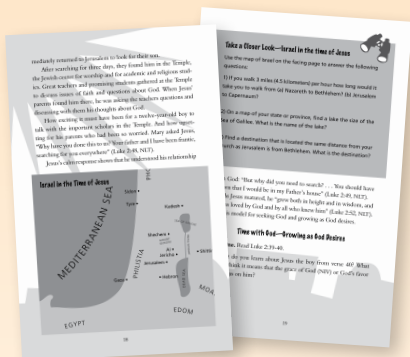 mediately returned to Jerusalem to look for their son.
After searching for three days, they found him in the Temple,
the Jewish center for worship and for academic and religious stud-
ies. Great teachers and promising students gathered at the Temple
to discuss issues of faith and questions about God. When Jesus'
parents found him there, he was asking the teachers questions and
discussing with them his thoughts about God.
How exciting it must have been for a twelve-year-old boy to
talk with the important scholars in the Temple. And how upset-
ting for his parents who had been so worried. Mary asked Jesus,
"Why have you done this to me? Your father and I have been frantic,
searching for you everywhere" (Luke 2:48, NLT).
Jesus's calm response shows that he understood his relationship
Israel in the Time of Jesus
MEDITERRANEAN SEA
PHO
Sidon
Tyre
Kadesh
Shechem
PHILISTIA
Ai
Jericho
Jerusalem
Hebron
Gaza
MOA
EDOM
EGYPT
Take a Closer Look—Israel in the time of Jesus
Use the map of Israel on the facing page to answer the following
questions:
1) If you walk 3 miles (4.5 kilometers) per hour how long would it
take you to walk from (a) Nazareth to Bethlehem? (b) Jerusalem
to Capernaum?
2) On a map of your state or province, find a lake the size of the
Sea of Galilee. What is the name of the lake?
find a destination that is located the same distance from your
church as Jerusalem is from Bethlehem. What is the destination?
God: "But why did you need to search? . . . You should have
that I would be in my Father's house" (Luke 2:49, NLT).
Jesus matured, he "grew both in height and in wisdom, and
loved by God and by all who knew him" (Luke 2:52, NLT).
model for seeking God and growing as God desires.
Time with God—Growing as God Desires
Read Luke 2:39-40.
do you learn about Jesus the boy from verse 40? What
think it means that the grace of God (NIV) or God's favor
on him?